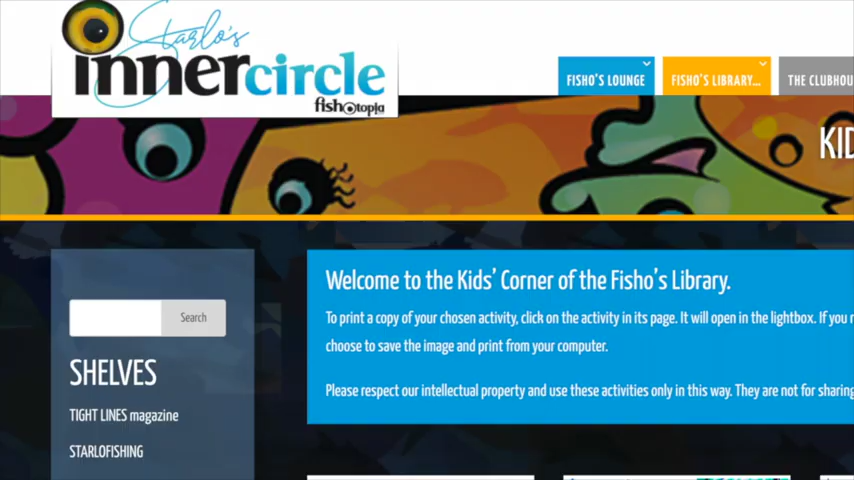 Starlo's
innercircle
fishotopia
FISHO'S LOUNGE
FISHO'S LIBRARY...
THE CLUBHOU
KID
Welcome to the Kids' Corner of the Fisho's Library.
To print a copy of your chosen activity, click on the activity in its page. It will open in the lightbox. If you
choose to save the image and print from your computer.
Please respect our intellectual property and use these activities only in this way. They are not for sharing
Search
SHELVES
TIGHT LINES magazine
STARLOFISHING